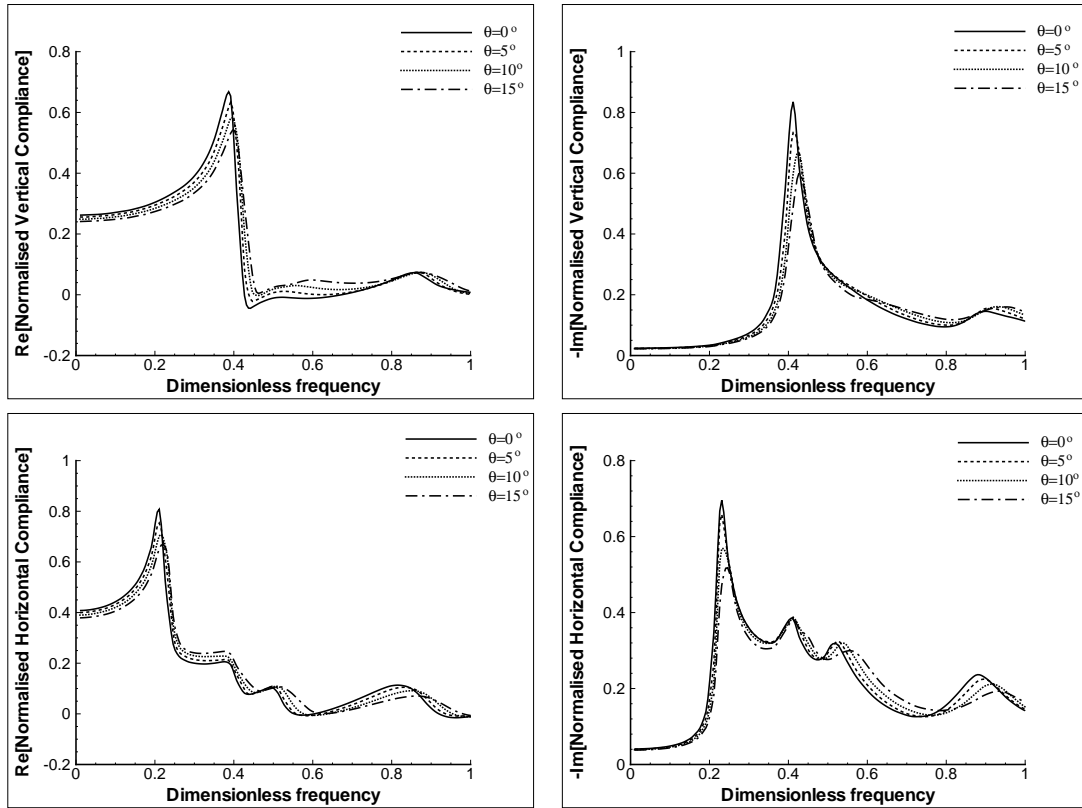 Re[Normalised Vertical Compliance]
0.8
0.6
0.4
0.2
0
-0.2
0 0.2 0.4 0.6 0.8 1
Dimensionless frequency
θ=0°
θ=5°
θ=10°
θ=15°
-Im[Normalised Vertical Compliance]
1
0.8
0.6
0.4
0.2
0
0 0.2 0.4 0.6 0.8 1
Dimensionless frequency
θ=0°
θ=5°
θ=10°
θ=15°
Re[Normalised Horizontal Compliance]
1
0.8
0.6
0.4
0.2
0
-0.2
0 0.2 0.4 0.6 0.8 1
Dimensionless frequency
θ=0°
θ=5°
θ=10°
θ=15°
-Im[Normalised Horizontal Compliance]
0.8
0.6
0.4
0.2
0
0 0.2 0.4 0.6 0.8 1
Dimensionless frequency
θ=0°
θ=5°
θ=10°
θ=15°